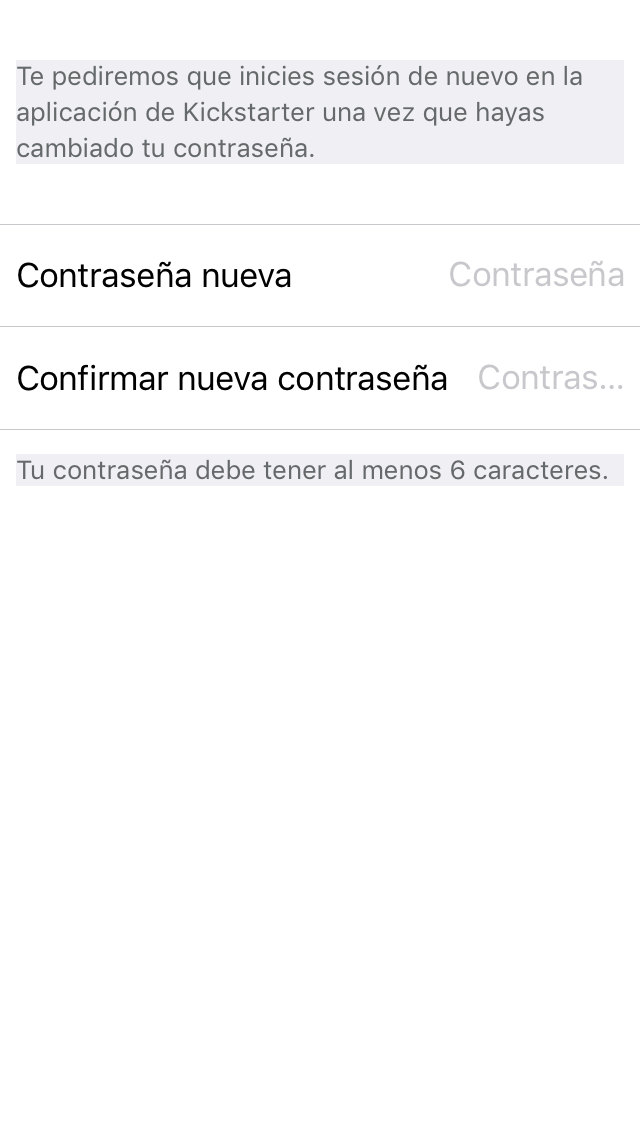 Te pediremos que inicies sesión de nuevo en la
aplicación de Kickstarter una vez que hayas
cambiado tu contraseña.
Contraseña nueva Contraseña
Confirmar nueva contraseña Contras...
Tu contraseña debe tener al menos 6 caracteres.